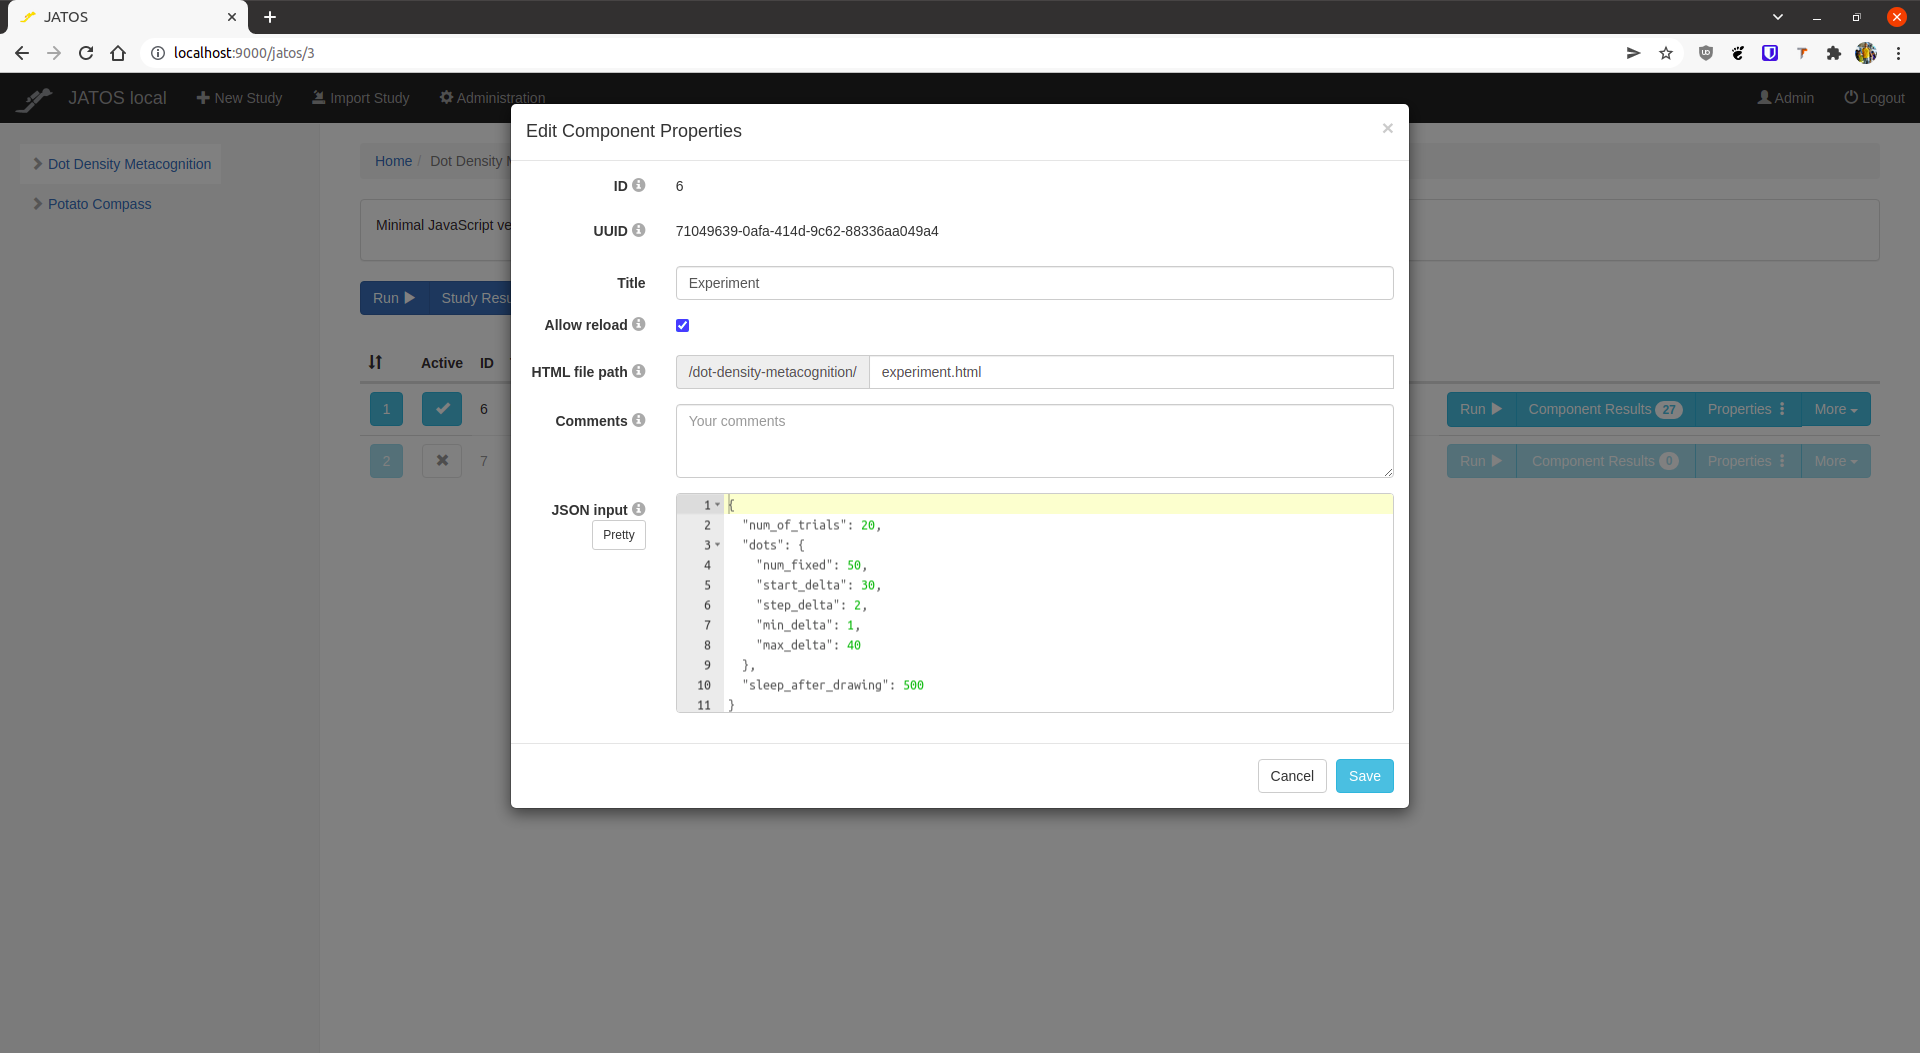 JATOS
localhost:9000/jatos/3
JATOS local New Study Import Study Administration Admin Logout
Dot Density Metacognition
Potato Compass
Home / Dot Density
Minimal JavaScript ve
Run Study Resu
Active ID
1 6 Run Component Results 27 Properties More
2 7 Run Component Results 0 Properties More
Edit Component Properties ×
ID 6
UUID 71049639-0afa-414d-9c62-88336aa049a4
Title Experiment
Allow reload
HTML file path /dot-density-metacognition/ experiment.html
Comments Your comments
JSON input
Pretty
1 {
2 "num_of_trials": 20,
3 "dots": {
4 "num_fixed": 50,
5 "start_delta": 30,
6 "step_delta": 2,
7 "min_delta": 1,
8 "max_delta": 40
9 },
10 "sleep_after_drawing": 500
11 }
Cancel Save